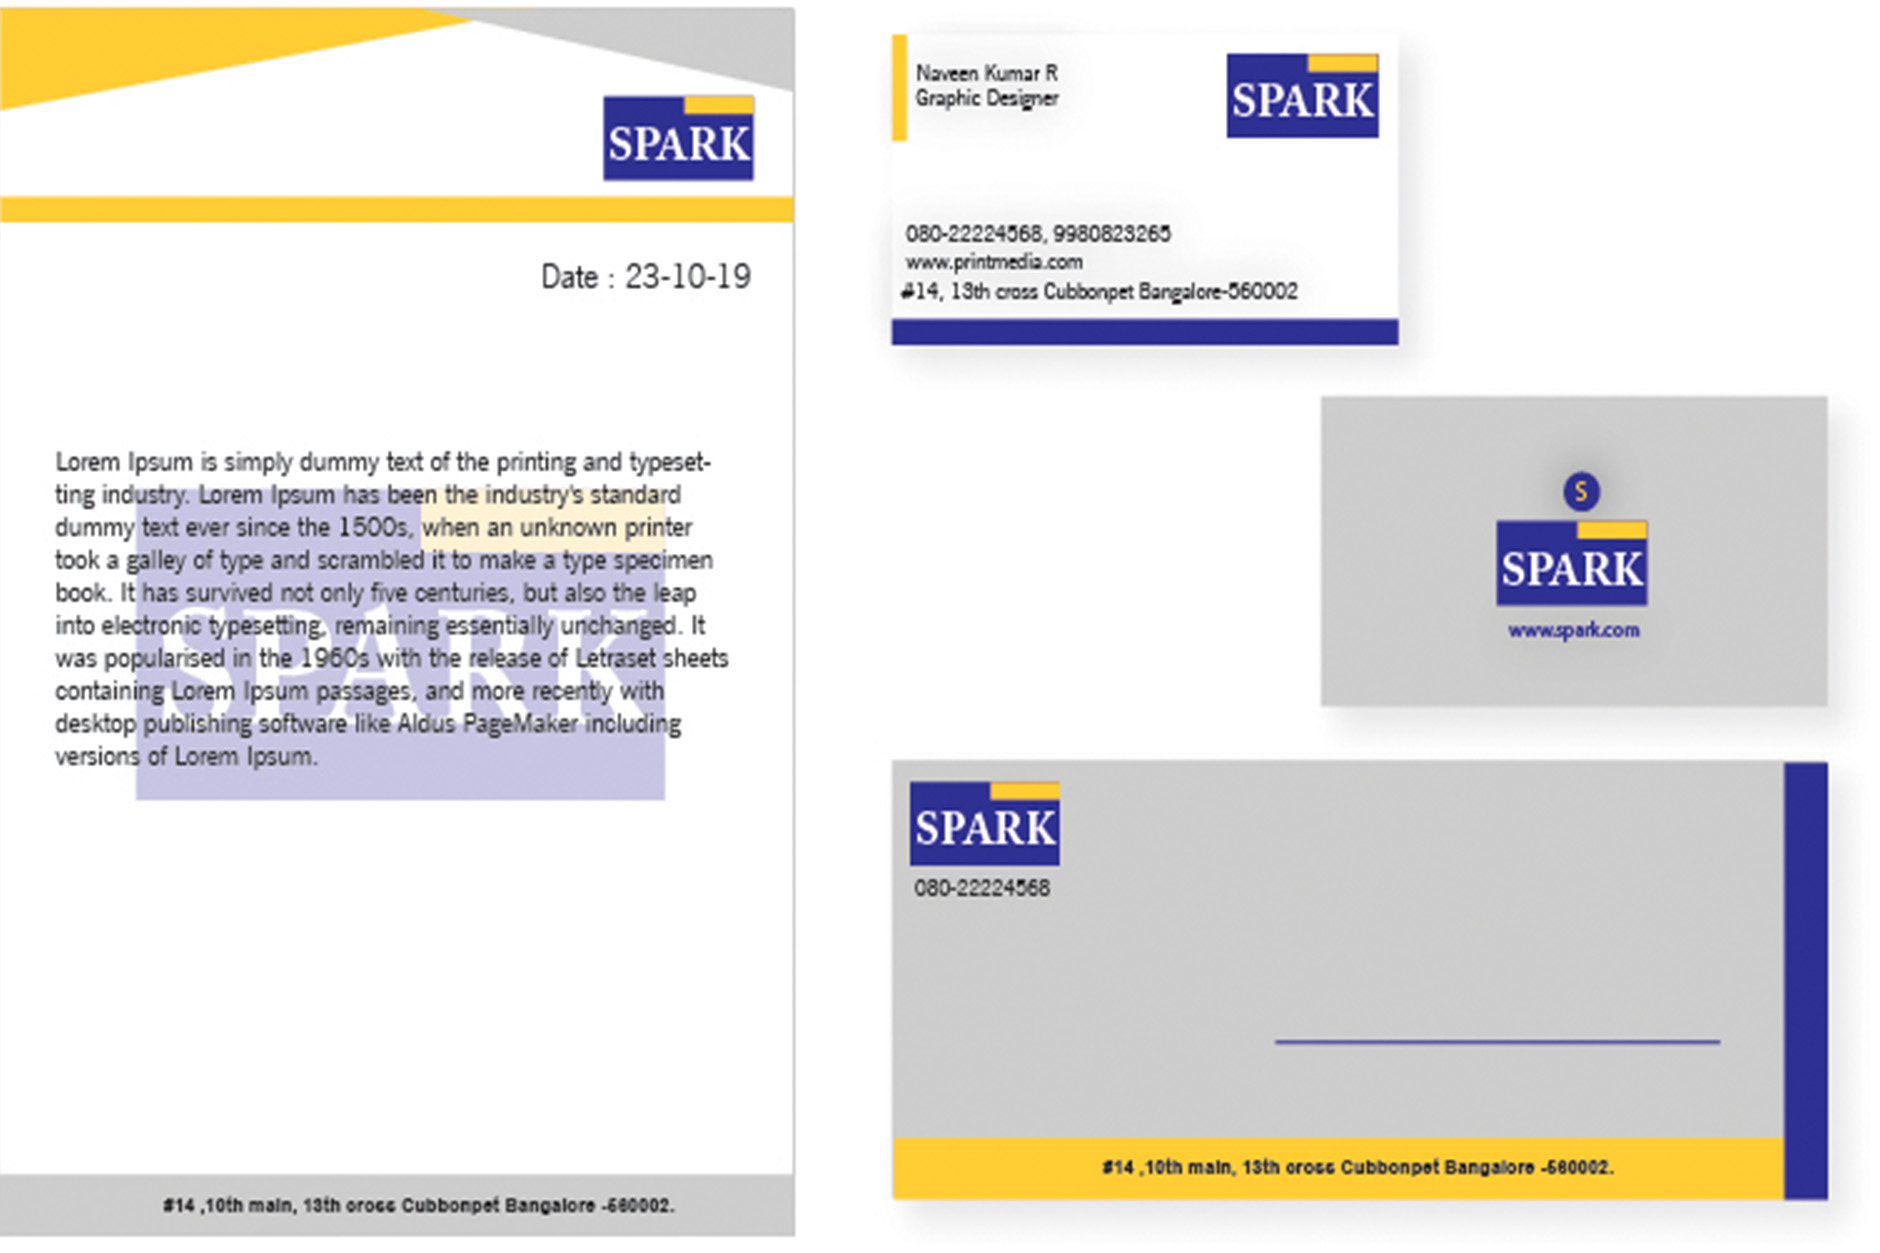 SPARK
Date : 23-10-19
Lorem Ipsum is simply dummy text of the printing and typeset-
ting industry. Lorem Ipsum has been the industry's standard
dummy text ever since the 1500s, when an unknown printer
took a galley of type and scrambled it to make a type specimen
book. It has survived not only five centuries, but also the leap
into electronic typesetting, remaining essentially unchanged. It
was popularised in the 1960s with the release of Letraset sheets
containing Lorem Ipsum passages, and more recently with
desktop publishing software like Aldus PageMaker including
versions of Lorem Ipsum.
SPARK
#14 ,10th main, 13th cross Cubbonpet Bangalore -560002.
Naveen Kumar R
Graphic Designer
SPARK
080-22224568, 9980823265
www.printmedia.com
#14, 13th cross Cubbonpet Bangalore-560002
S
SPARK
www.spark.com
SPARK
080-22224568
#14 ,10th main, 13th cross Cubbonpet Bangalore -560002.